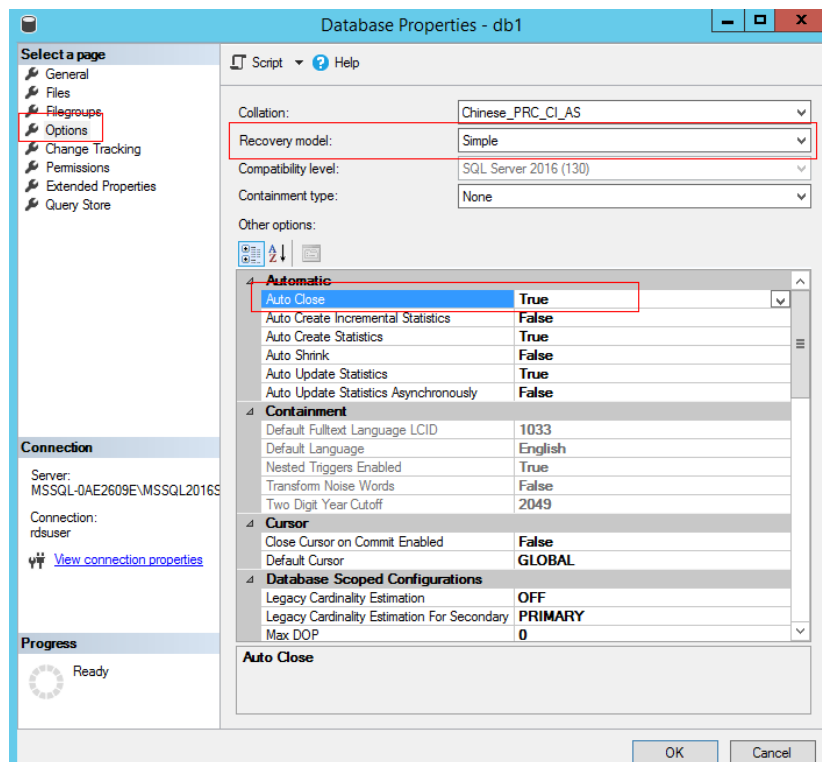 Database Properties - db1
Select a page
General
Files
Filegroups
Options
Change Tracking
Permissions
Extended Properties
Query Store
Script Help
Collation: Chinese_PRC_CI_AS
Recovery model: Simple
Compatibility level: SQL Server 2016 (130)
Containment type: None
Other options:
Automatic
Auto Close True
Auto Create Incremental Statistics False
Auto Create Statistics True
Auto Shrink False
Auto Update Statistics True
Auto Update Statistics Asynchronously False
Containment
Default Fulltext Language LCID 1033
Default Language English
Nested Triggers Enabled True
Transform Noise Words False
Two Digit Year Cutoff 2049
Cursor
Close Cursor on Commit Enabled False
Default Cursor GLOBAL
Database Scoped Configurations
Legacy Cardinality Estimation OFF
Legacy Cardinality Estimation For Secondary PRIMARY
Max DOP 0
Auto Close
Connection
Server:
MSSQL-0AE2609E\MSSQL2016S
Connection:
rdsuser
View connection properties
Progress
Ready
OK Cancel